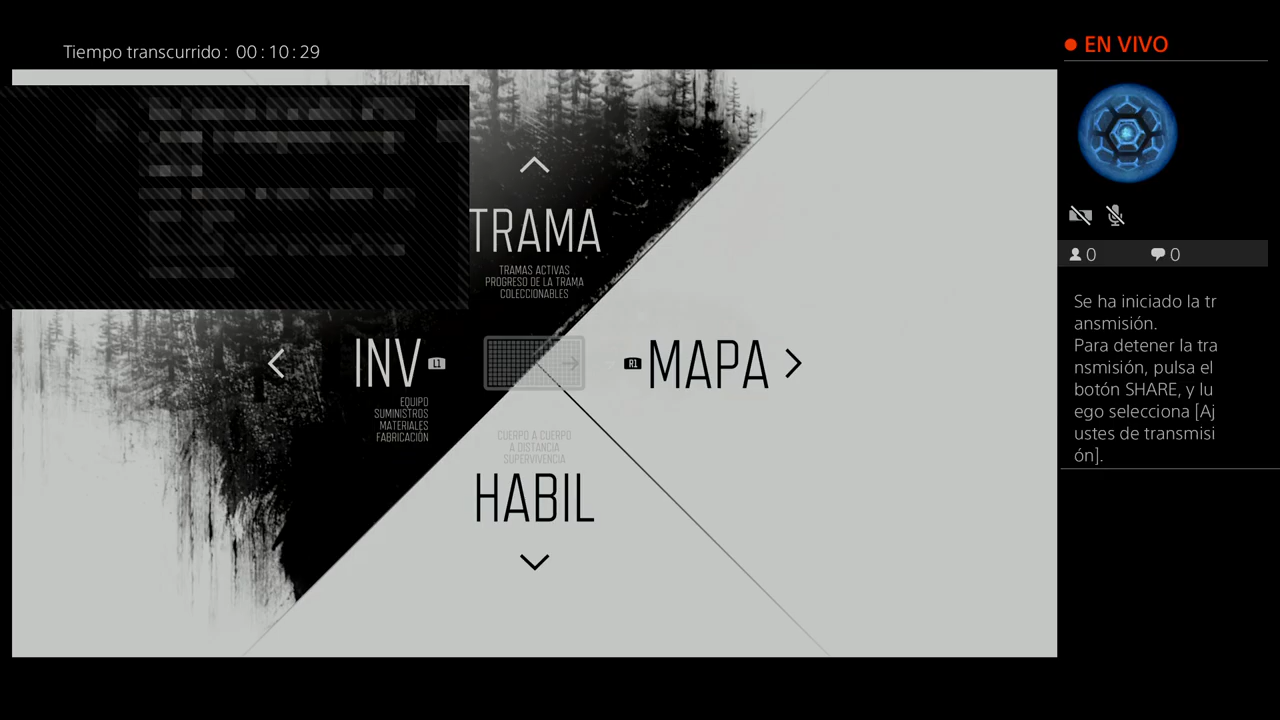 Tiempo transcurrido: 00:10:29
EN VIVO
0 0
Se ha iniciado la tr
ansmisión.
Para detener la tra
nsmisión, pulsa el
botón SHARE, y lu
ego selecciona [Aj
ustes de transmisi
ón].
TRAMA
TRAMAS ACTIVAS
PROGRESO DE LA TRAMA
COLECCIONABLES
INV L1
EQUIPO
SUMINISTROS
MATERIALES
FABRICACIÓN
R1 MAPA
CUERPO A CUERPO
A DISTANCIA
SUPERVIVENCIA
HABIL